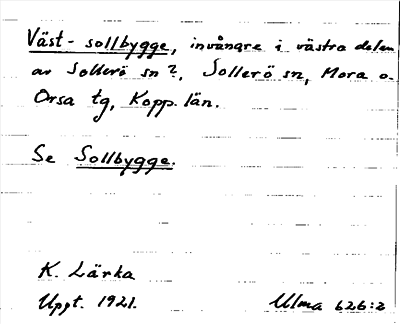 Väst-sollbygge, invånare i västra delen
av Sollerö sn?, Sollerö sn, Mora o.
Orsa tg, Kopp. län.
Se Sollbygge.
K. Lärka
Uppt. 1921.
Ulma 626:2